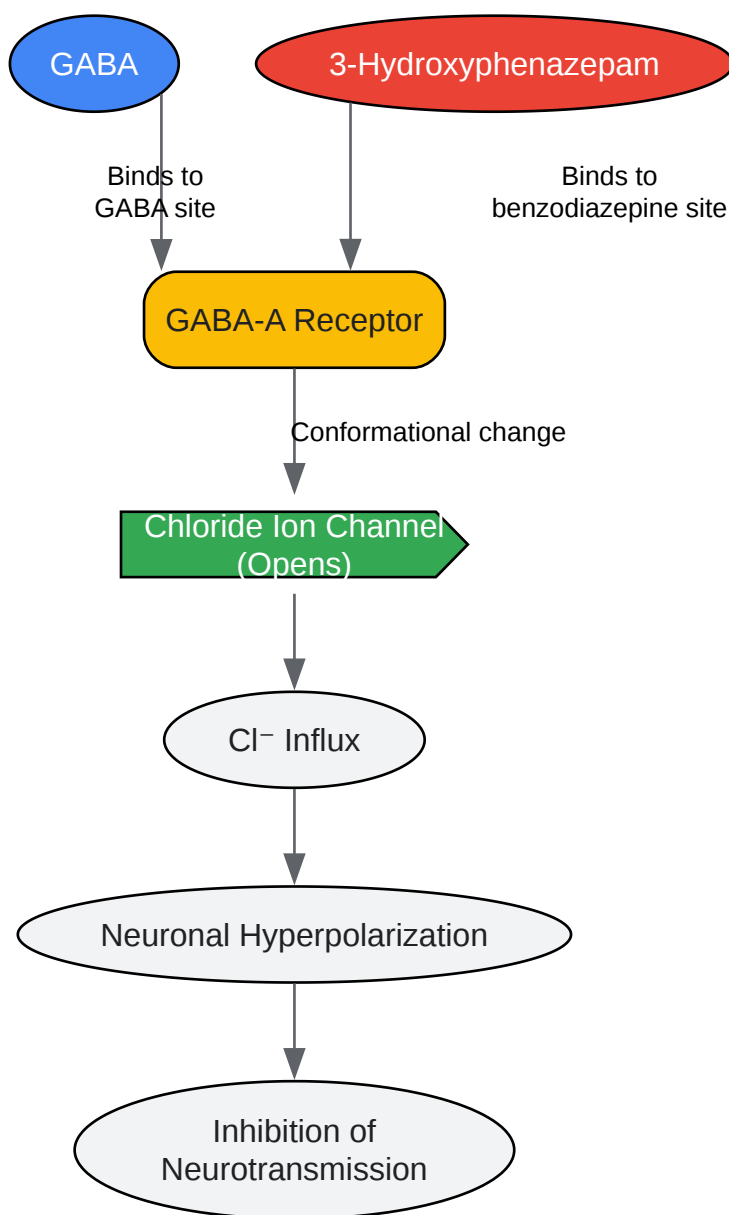 GABA
3-Hydroxyphenazepam
Binds to
GABA site
Binds to
benzodiazepine site
GABA-A Receptor
Conformational change
Chloride Ion Channel
(Opens)
Cl⁻ Influx
Neuronal Hyperpolarization
Inhibition of
Neurotransmission